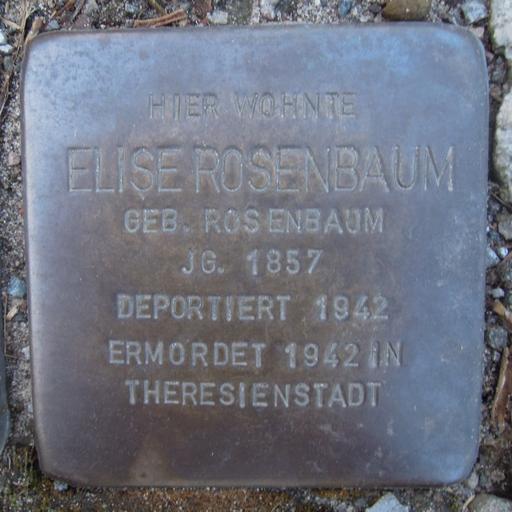 HIER WOHNTE
ELISE ROSENBAUM
GEB. ROSENBAUM
JG. 1857
DEPORTIERT 1942
ERMORDET 1942 IN
THERESIENSTADT